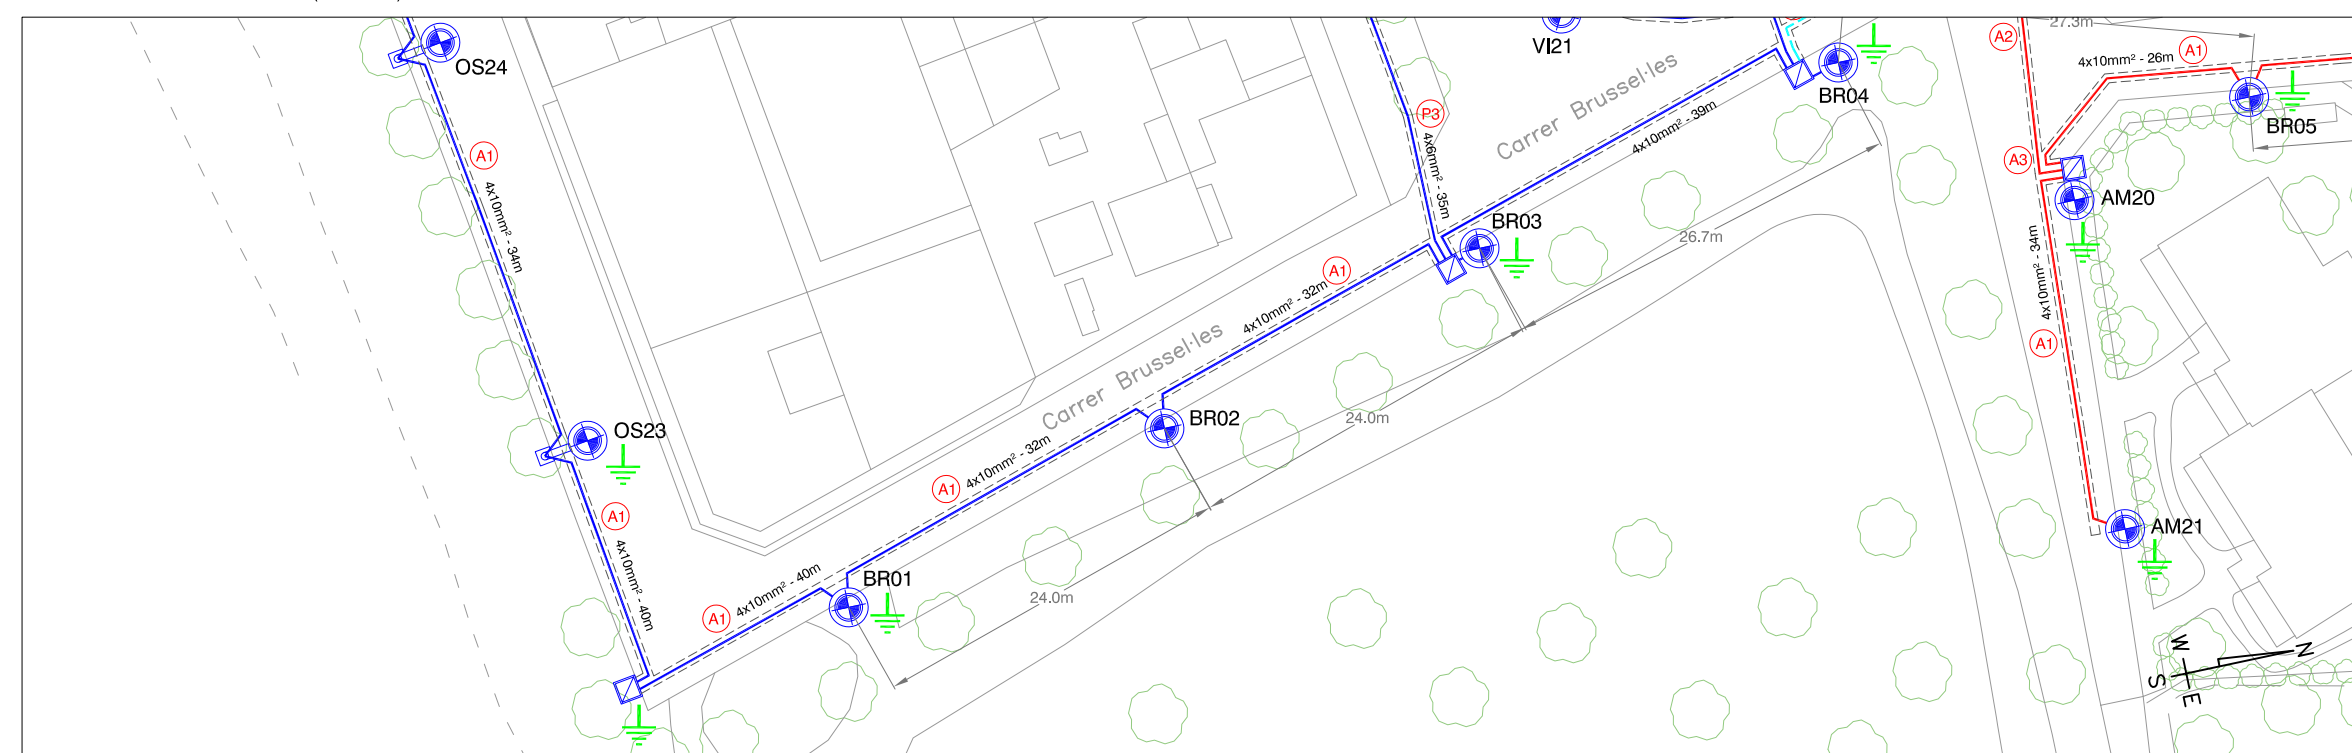 OS24
VI21
Carrer Brussel·les
BR04
27.3m
A2
A1
4x10mm² - 26m
BR05
A1
4x10mm² - 34m
P3
4x6mm² - 35m
4x10mm² - 39m
A3
AM20
BR03
26.7m
4x10mm² - 34m
A1
A1
4x10mm² - 32m
Carrer Brussel·les
24.0m
OS23
BR02
A1
4x10mm² - 32m
A1
4x10mm² - 40m
AM21
BR01
A1
4x10mm² - 40m
24.0m
W
N
S
E